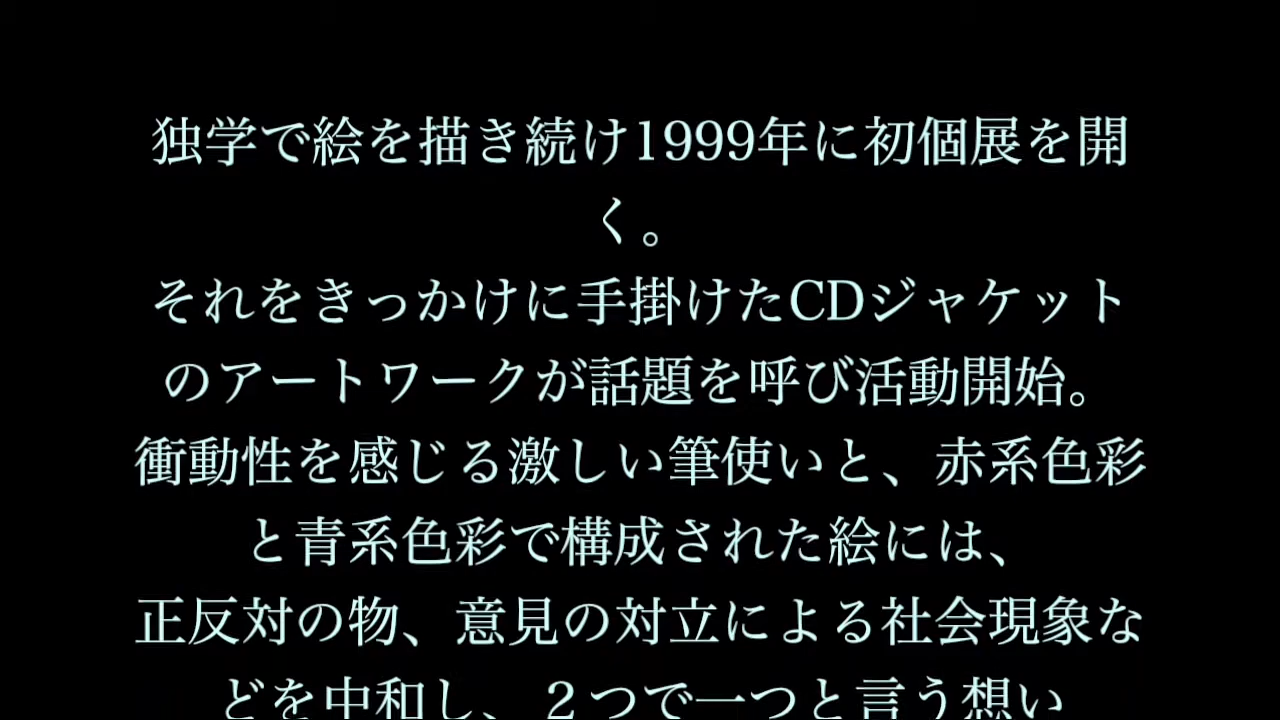 独学で絵を描き続け1999年に初個展を開
く。
それをきっかけに手掛けたCDジャケット
のアートワークが話題を呼び活動開始。
衝動性を感じる激しい筆使いと、赤系色彩
と青系色彩で構成された絵には、
正反対の物、意見の対立による社会現象な
どを中和し、２つで一つと言う想い